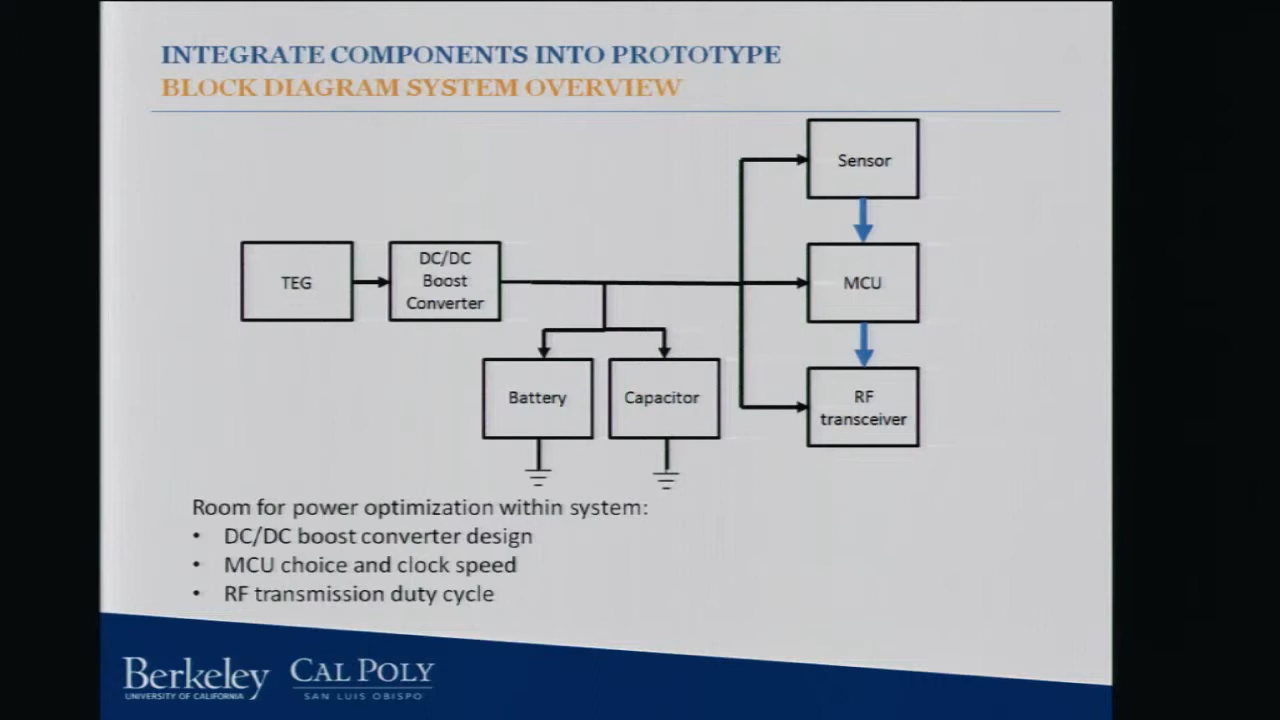 INTEGRATE COMPONENTS INTO PROTOTYPE
BLOCK DIAGRAM SYSTEM OVERVIEW
Sensor
TEG
DC/DC
Boost
Converter
MCU
Battery
Capacitor
RF
transceiver
Room for power optimization within system:
• DC/DC boost converter design
• MCU choice and clock speed
• RF transmission duty cycle
Berkeley
UNIVERSITY OF CALIFORNIA
CAL POLY
SAN LUIS OBISPO